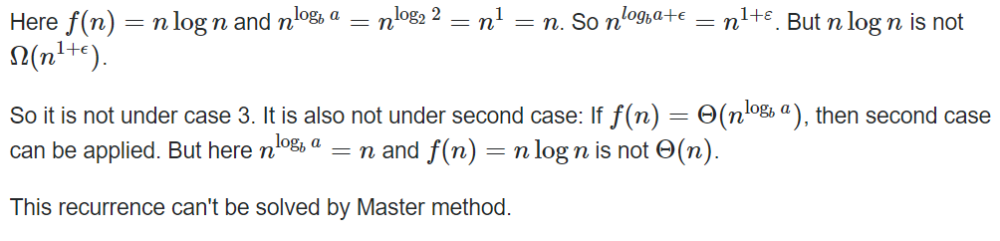 Here $f(n) = n \log n$ and $n^{\log_b a} = n^{\log_2 2} = n^1 = n$. So $n^{log_b a+\epsilon} = n^{1+\varepsilon}$. But $n \log n$ is not
$\Omega(n^{1+\epsilon})$.
So it is not under case 3. It is also not under second case: If $f(n) = \Theta(n^{\log_b a})$, then second case
can be applied. But here $n^{\log_b a} = n$ and $f(n) = n \log n$ is not $\Theta(n)$.
This recurrence can't be solved by Master method.